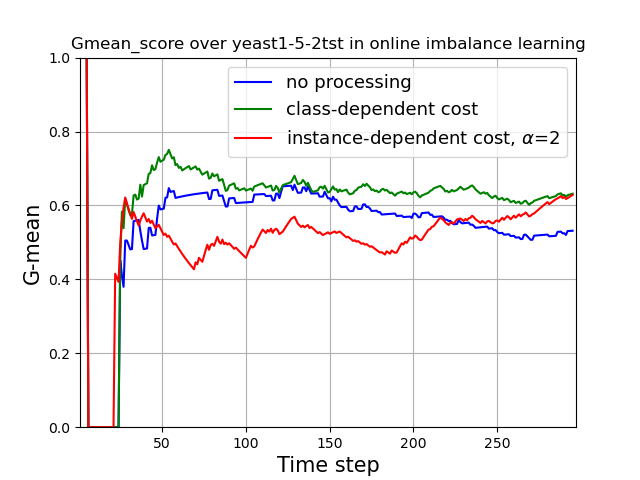 Gmean_score over yeast1-5-2tst in online imbalance learning
1.0
0.8
0.6
0.4
0.2
0.0
G-mean
no processing
class-dependent cost
instance-dependent cost, α=2
50
100
150
200
250
Time step